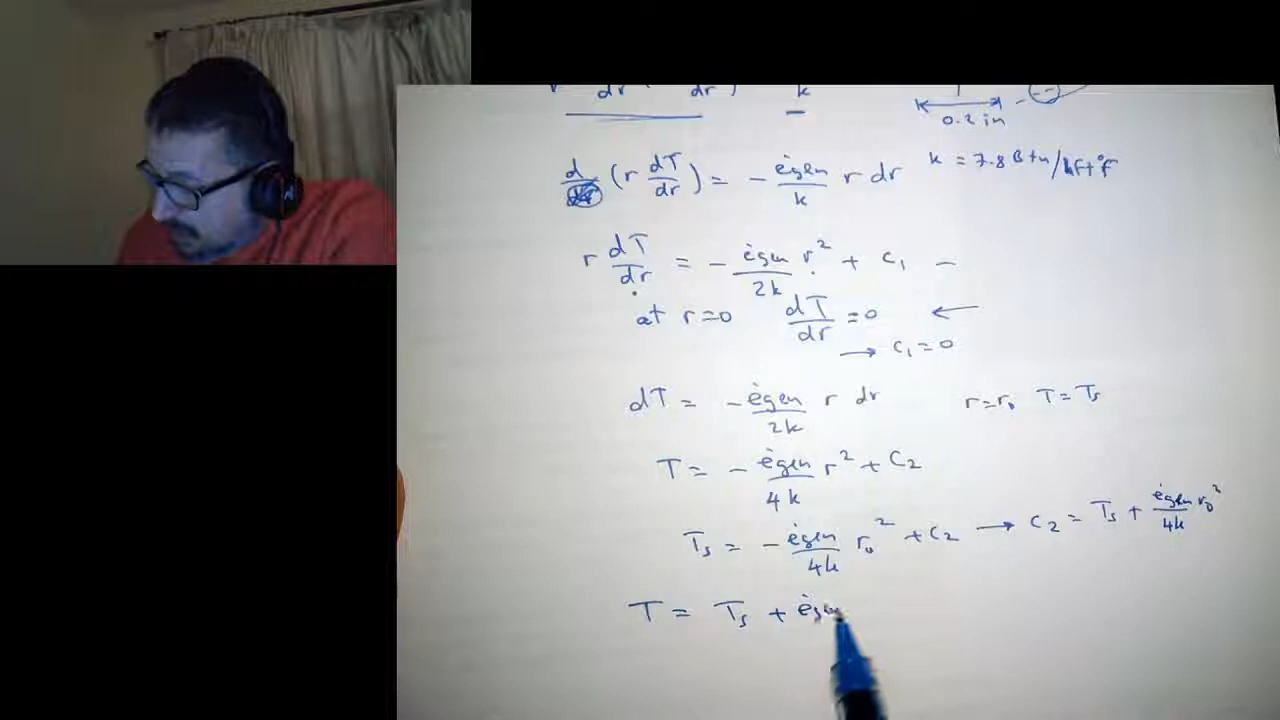 0.2 in
d (r dT/dr) = - ėgen/k r dr
k = 7.8 Btu/hft°F
r dT/dr = - ėgen/2k r² + C₁ -
at r=0 dT/dr = 0 ←
→ C₁ = 0
dT = - ėgen/2k r dr r=r₀ T = Ts
T = - ėgen/4k r² + C₂
Ts = - ėgen/4k r₀² + C₂ → C₂ = Ts + ėgen/4k r₀²
T = Ts + ėgen